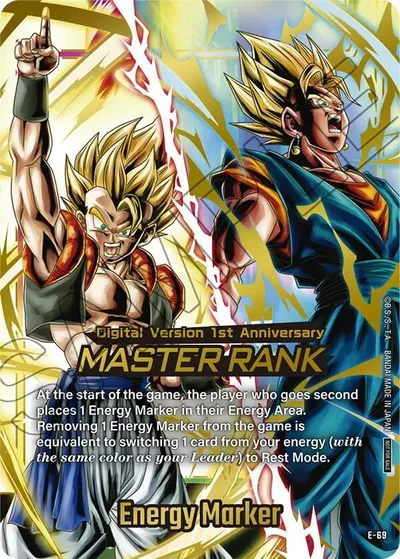 Digital Version 1st Anniversary
MASTER RANK
At the start of the game, the player who goes second
places 1 Energy Marker in their Energy Area.
Removing 1 Energy Marker from the game is
equivalent to switching 1 card from your energy (with
the same color as your Leader) to Rest Mode.
Energy Marker
E-69
©B.S./S., T.A. BANDAI MADE IN JAPAN
NOT FOR SALE